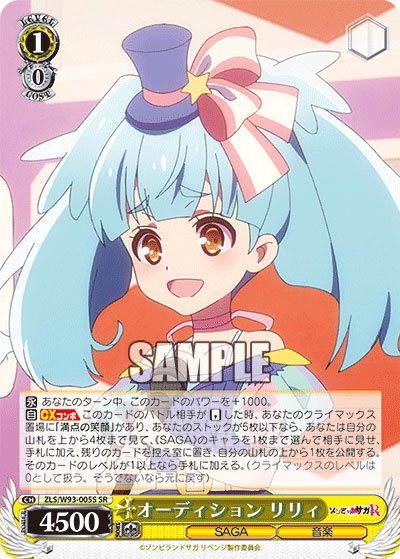 LEVEL
1
0
COST
SAMPLE
永 あなたのターン中、このカードのパワーを+1000。
自 CXコンボ このカードのバトル相手が【】した時、あなたのクライマックス
置場に「満点の笑顔」があり、あなたのストックが5枚以下なら、あなたは自分の
山札を上から4枚まで見て、《SAGA》のキャラを1枚まで選んで相手に見せ、
手札に加え、残りのカードを控え室に置き、自分の山札の上から1枚を公開する。
そのカードのレベルが1以上なら手札に加える。(クライマックスのレベルは
0として扱う。そうでないなら元に戻す)
CH ZLS/W93-005S SR
4500
オーディション リリィ
ゾンビランドサガR
SAGA
音楽
©ゾンビランドサガ リベンジ製作委員会